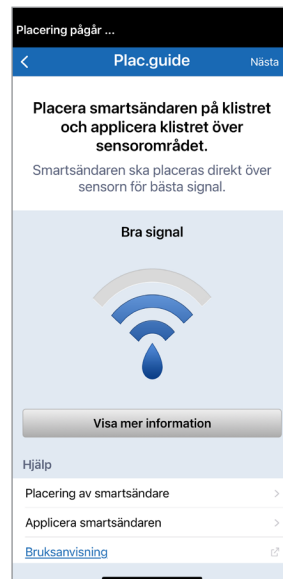 Placering pågår ...
Plac.guide
Nästa
Placera smartsändaren på klistret
och applicera klistret över
sensorområdet.
Smartsändaren ska placeras direkt över
sensorn för bästa signal.
Bra signal
Visa mer information
Hjälp
Placering av smartsändare
Applicera smartsändaren
Bruksanvisning